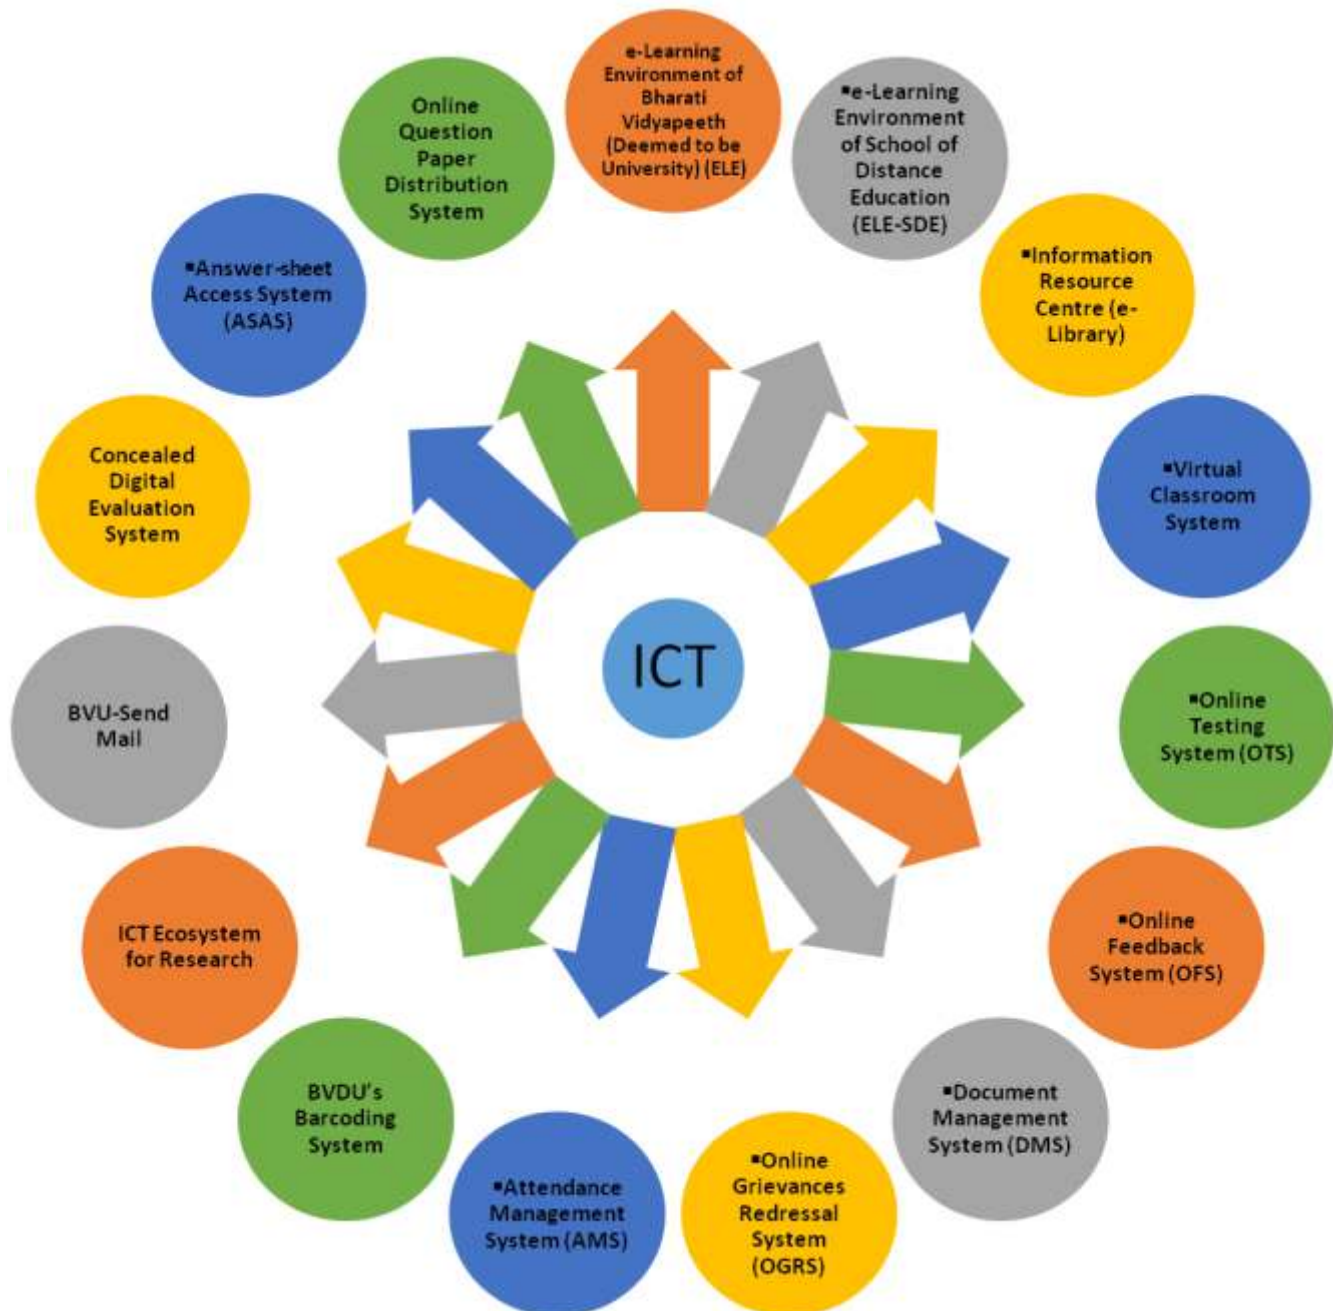 e-Learning
Environment of
Bharati
Vidyapeeth
(Deemed to be
University) (ELE)
▪e-Learning
Environment
of School of
Distance
Education
(ELE-SDE)
▪Information
Resource
Centre (e-
Library)
▪Virtual
Classroom
System
▪Online
Testing
System (OTS)
▪Online
Feedback
System (OFS)
▪Document
Management
System (DMS)
▪Online
Grievances
Redressal
System
(OGRS)
▪Attendance
Management
System (AMS)
BVDU's
Barcoding
System
ICT Ecosystem
for Research
BVU-Send
Mail
Concealed
Digital
Evaluation
System
▪Answer-sheet
Access System
(ASAS)
Online
Question
Paper
Distribution
System
ICT